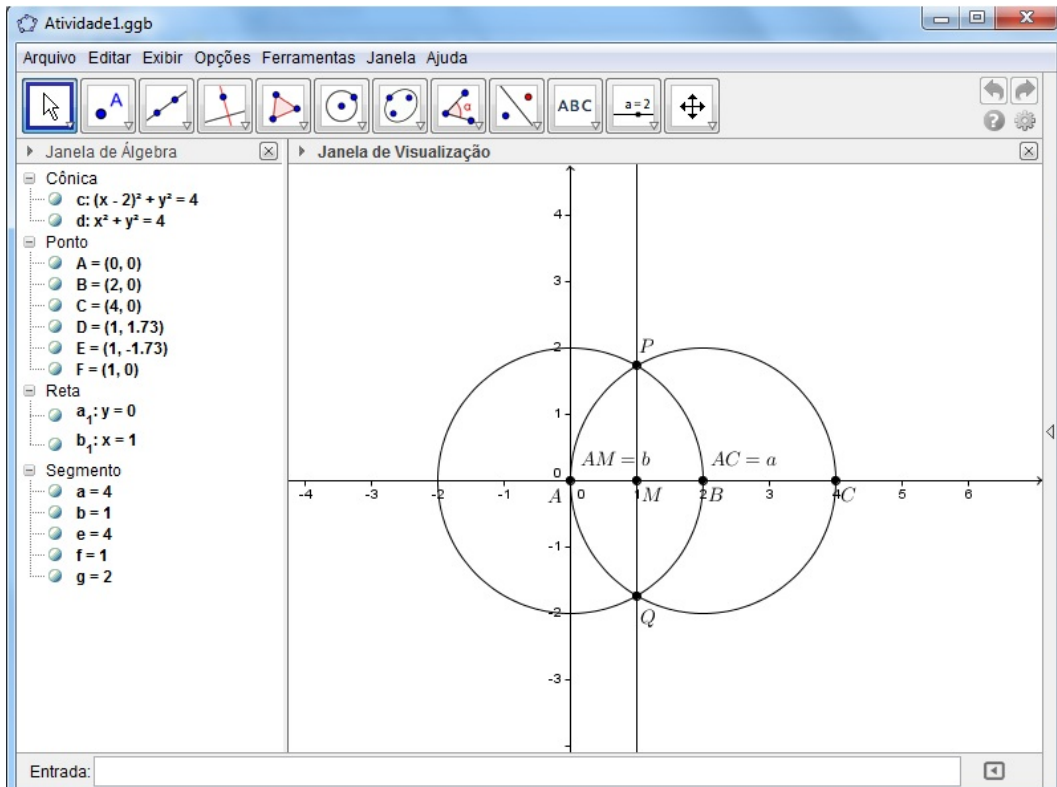 Atividade1.ggb
Arquivo Editar Exibir Opções Ferramentas Janela Ajuda
A
α
ABC
a=2
Janela de Álgebra
Cônica
c: (x - 2)² + y² = 4
d: x² + y² = 4
Ponto
A = (0, 0)
B = (2, 0)
C = (4, 0)
D = (1, 1.73)
E = (1, -1.73)
F = (1, 0)
Reta
a₁: y = 0
b₁: x = 1
Segmento
a = 4
b = 1
e = 4
f = 1
g = 2
Janela de Visualização
4
3
2
P
1
AM = b AC = a
0
-4 -3 -2 -1 A 0 1 M 2 B 3 4 C 5 6
-1
-2
Q
-3
Entrada: